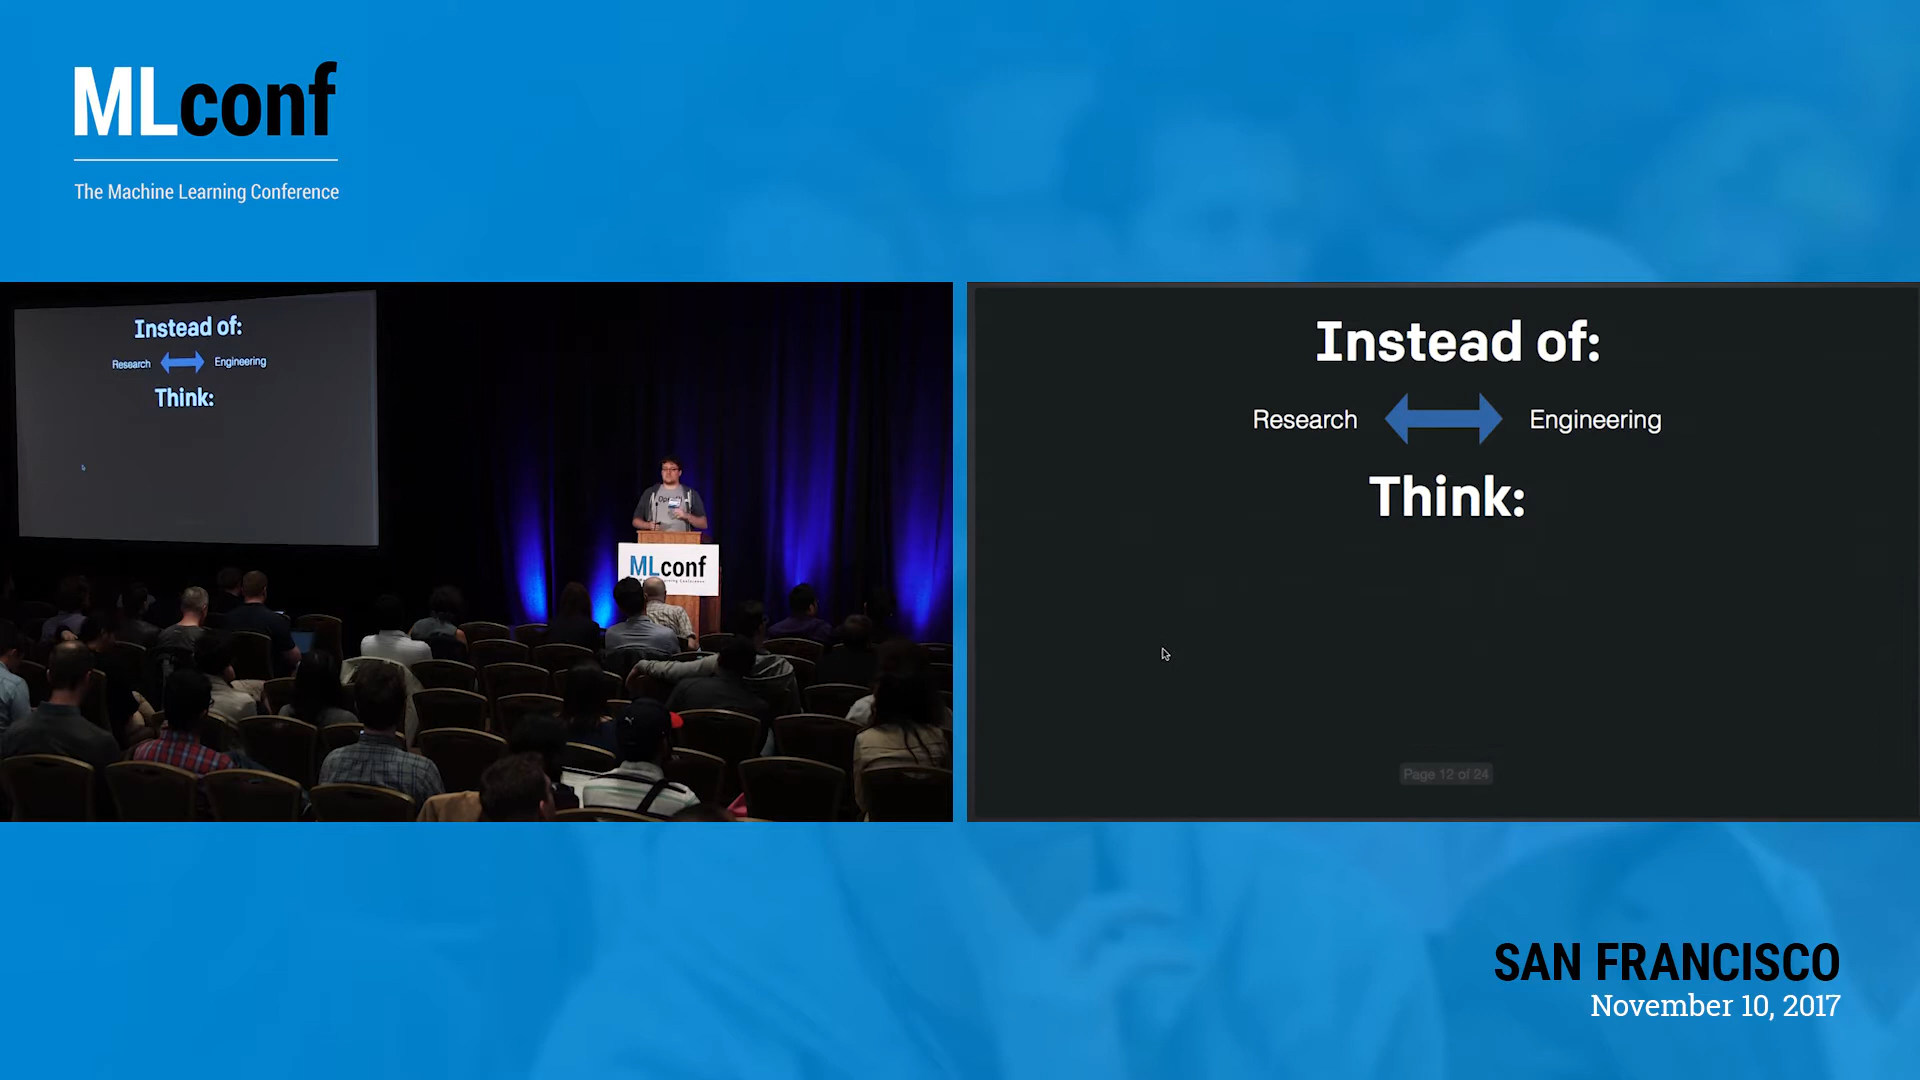 MLconf
The Machine Learning Conference
Instead of:
Research Engineering
Think:
MLconf
Instead of:
Research Engineering
Think:
Page 12 of 24
SAN FRANCISCO
November 10, 2017